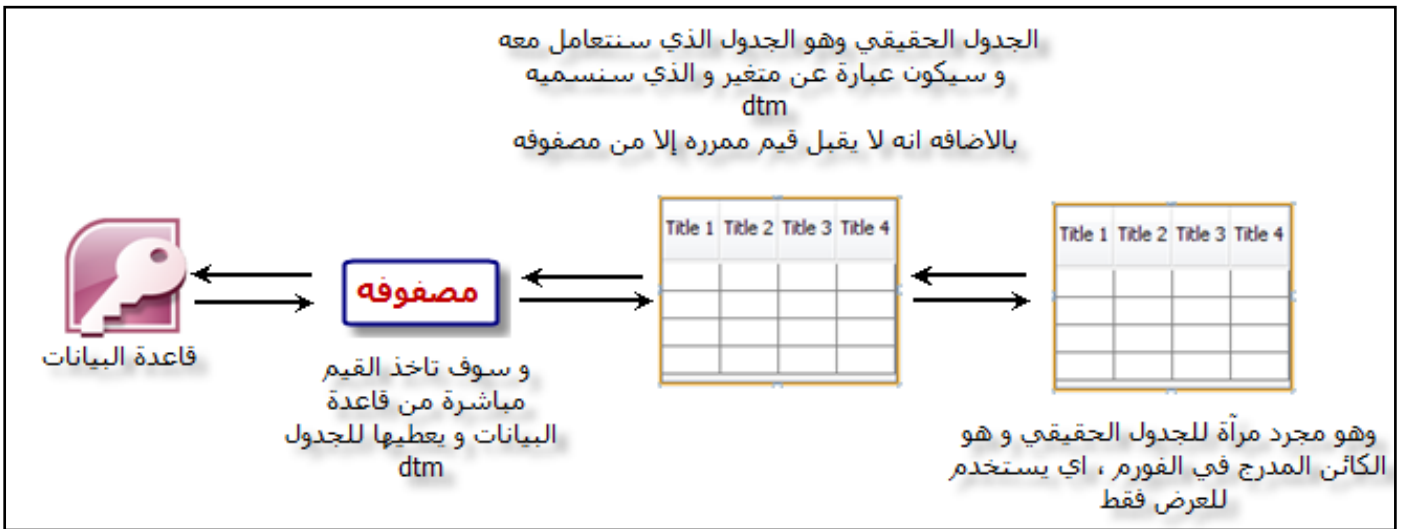 الجدول الحقيقي وهو الجدول الذي سنتعامل معه
و سيكون عبارة عن متغير و الذي سنسميه
dtm
بالاضافه انه لا يقبل قيم ممرره إلا من مصفوفه
Title 1 Title 2 Title 3 Title 4
Title 1 Title 2 Title 3 Title 4
مصفوفه
قاعدة البيانات
و سوف تاخذ القيم
مباشرة من قاعدة
البيانات و يعطيها للجدول
dtm
وهو مجرد مرآة للجدول الحقيقي و هو
الكائن المدرج في الفورم ، اي يستخدم
للعرض فقط